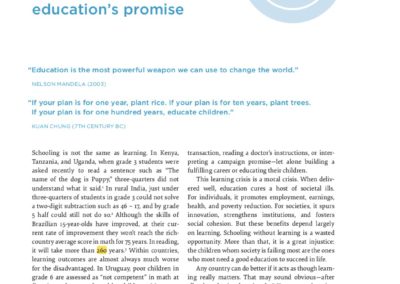 education’s promise
“Education is the most powerful weapon we can use to change the world.”
NELSON MANDELA (2003)
“If your plan is for one year, plant rice. If your plan is for ten years, plant trees.
If your plan is for one hundred years, educate children.”
KUAN CHUNG (7TH CENTURY BC)
Schooling is not the same as learning. In Kenya,
Tanzania, and Uganda, when grade 3 students were
asked recently to read a sentence such as “The
name of the dog is Puppy,” three-quarters did not
understand what it said.¹ In rural India, just under
three-quarters of students in grade 3 could not solve a
two-digit subtraction such as 46 – 17, and by grade
5 half could still not do so.² Although the skills of
Brazilian 15-year-olds have improved, at their cur-
rent rate of improvement they won’t reach the rich-
country average score in math for 75 years. In reading,
it will take more than 260 years.³ Within countries,
learning outcomes are almost always much worse
for the disadvantaged. In Uruguay, poor children in
grade 6 are assessed as “not competent” in math at
transaction, reading a doctor’s instructions, or inter-
preting a campaign promise—let alone building a
fulfilling career or educating their children.
This learning crisis is a moral crisis. When deliv-
ered well, education cures a host of societal ills.
For individuals, it promotes employment, earnings,
health, and poverty reduction. For societies, it spurs
innovation, strengthens institutions, and fosters
social cohesion. But these benefits depend largely
on learning. Schooling without learning is a wasted
opportunity. More than that, it is a great injustice:
the children whom society is failing most are the ones
who most need a good education to succeed in life.
Any country can do better if it acts as though learn-
ing really matters. That may sound obvious—after